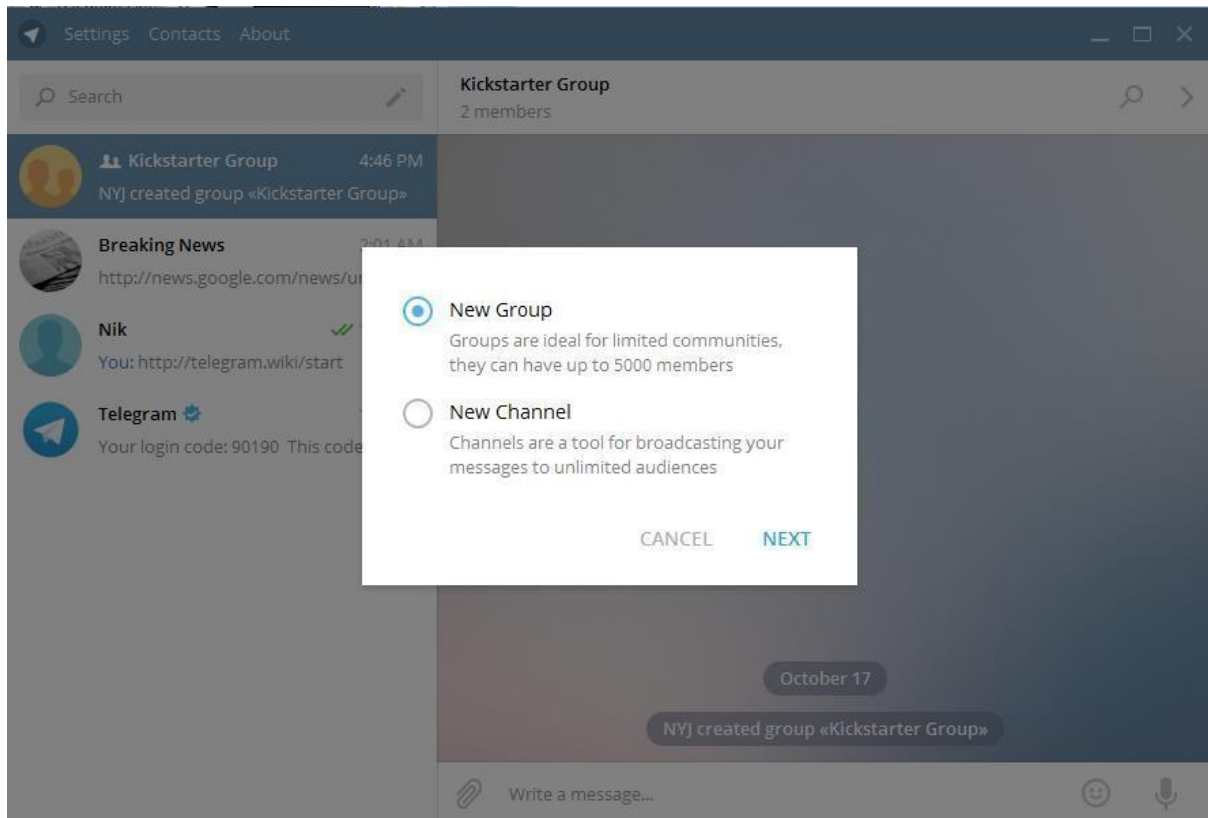 Settings Contacts About
Search
Kickstarter Group
2 members
Kickstarter Group 4:46 PM
NYJ created group «Kickstarter Group»
Breaking News 2:01 AM
http://news.google.com/news/
Nik
You: http://telegram.wiki/start
Telegram
Your login code: 90190 This code
New Group
Groups are ideal for limited communities,
they can have up to 5000 members
New Channel
Channels are a tool for broadcasting your
messages to unlimited audiences
CANCEL NEXT
October 17
NYJ created group «Kickstarter Group»
Write a message...